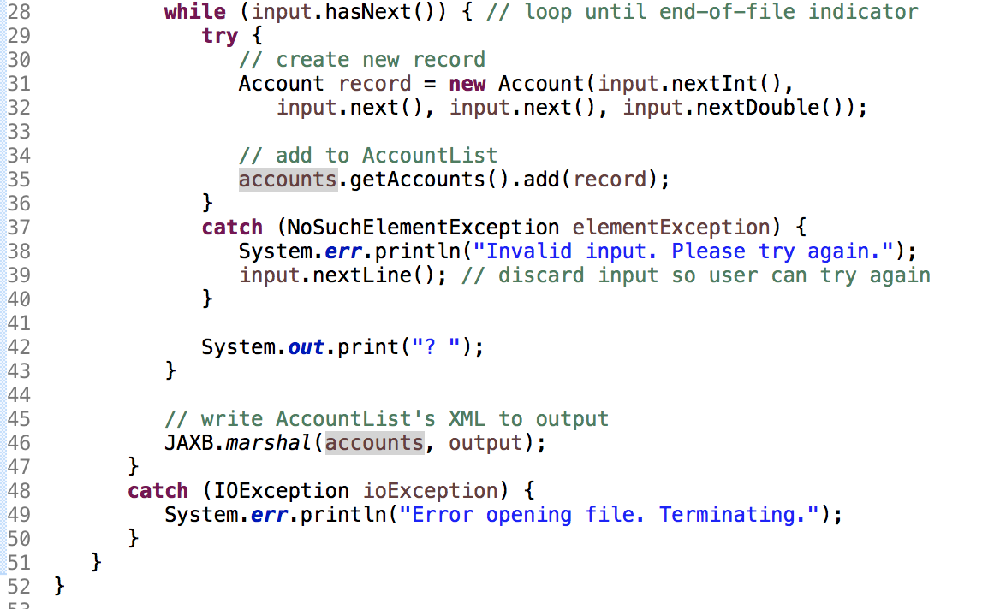 28 while (input.hasNext()) { // loop until end-of-file indicator
29 try {
30 // create new record
31 Account record = new Account(input.nextInt(),
32 input.next(), input.next(), input.nextDouble());
33
34 // add to AccountList
35 accounts.getAccounts().add(record);
36 }
37 catch (NoSuchElementException elementException) {
38 System.err.println("Invalid input. Please try again.");
39 input.nextLine(); // discard input so user can try again
40 }
41
42 System.out.print("? ");
43 }
44
45 // write AccountList's XML to output
46 JAXB.marshal(accounts, output);
47 }
48 catch (IOException ioException) {
49 System.err.println("Error opening file. Terminating.");
50 }
51 }
52 }